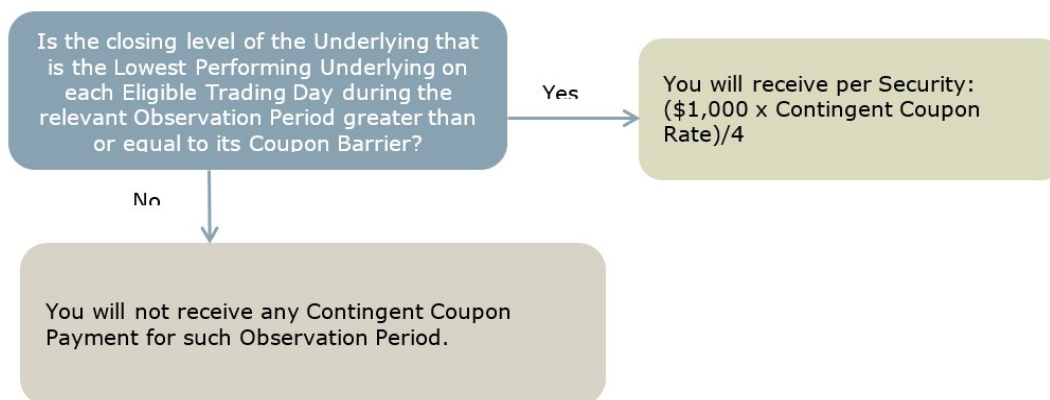 Is the closing level of the Underlying that
is the Lowest Performing Underlying on
each Eligible Trading Day during the
relevant Observation Period greater than
or equal to its Coupon Barrier?
Yes
You will receive per Security:
($1,000 x Contingent Coupon
Rate)/4
No
You will not receive any Contingent Coupon
Payment for such Observation Period.